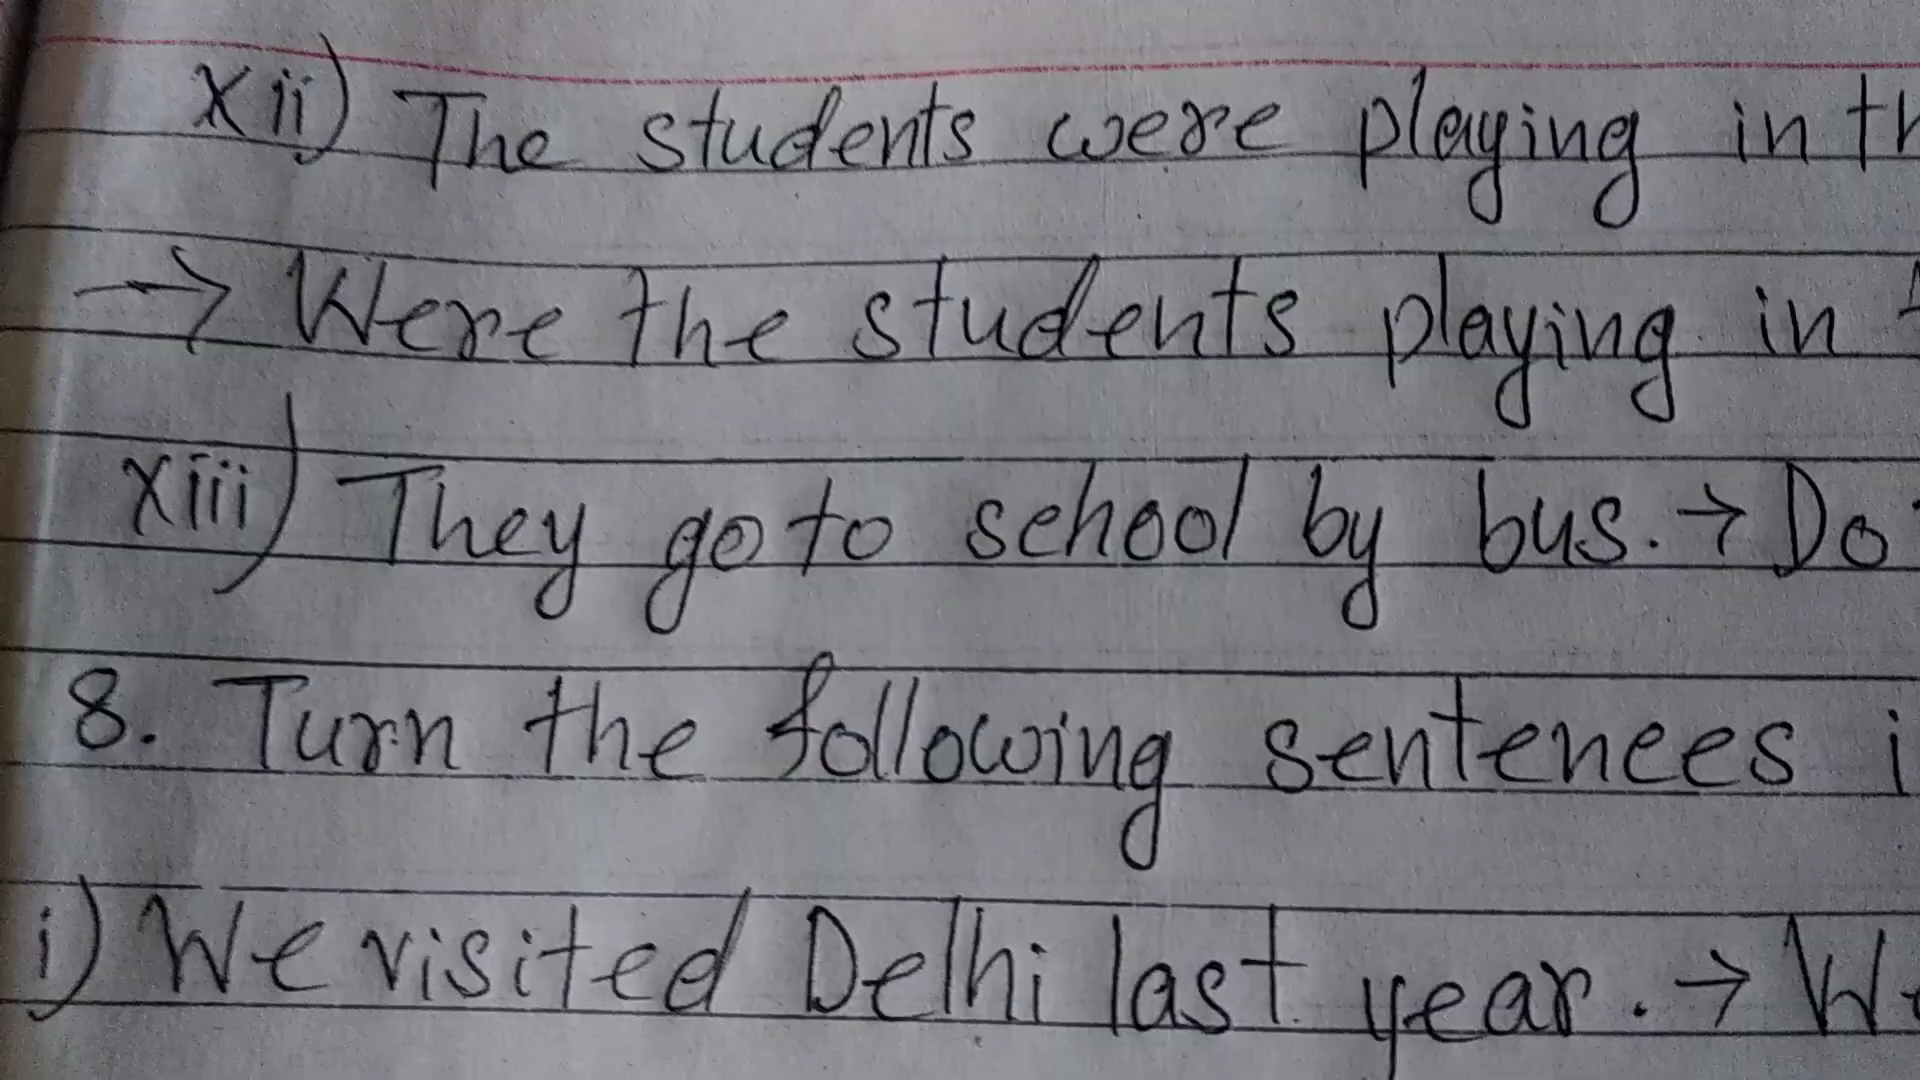 xii) The students were playing in th
→ Were the students playing in
xiii) They go to school by bus. → Do
8. Turn the following sentences i
i) We visited Delhi last year. → W